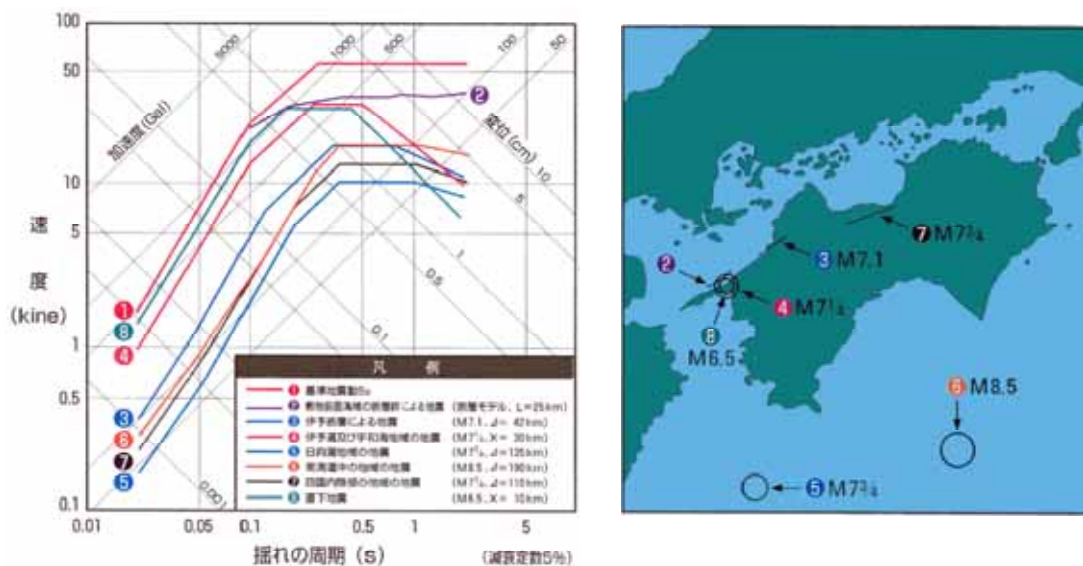 100
50
10
5
1
0.5
0.1
速
度
(kine)
加速度(Gal)
変位(cm)
5000
1000
500
100
50
10
5
1
0.5
0.1
0.001
❶
❽
❹
❸
❻
❼
❺
❷
凡 例
❶ 基準地震動S₂
❷ 敷地前面海域の断層群による地震 (断層モデル、L=25km)
❸ 伊予断層による地震 (M7.1、⊿= 42km)
❹ 伊予灘及び宇和海地域の地震 (M7¹/₄、X= 30km)
❺ 日向灘地域の地震 (M7³/₄、⊿=125km)
❻ 南海道沖の地域の地震 (M8.5、⊿=190km)
❼ 四国内陸部の地域の地震 (M7³/₄、⊿=110km)
❽ 直下地震 (M6.5、X= 10km)
0.01 0.05 0.1 0.5 1 5
揺れの周期(s) (減衰定数5%)
❼M7³/₄
❸M7.1
❷
❹M7¹/₄
❽
M6.5
❻M8.5
❺M7³/₄